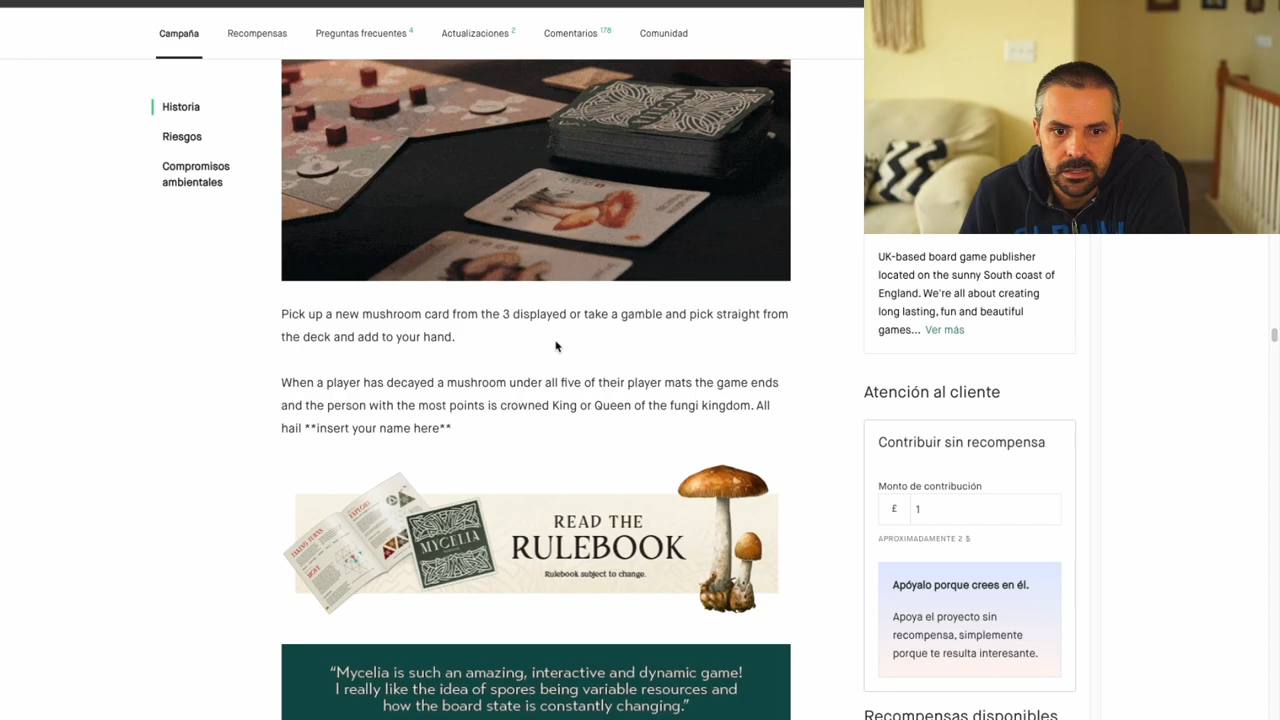 Campaña
Recompensas
Preguntas frecuentes 4
Actualizaciones 2
Comentarios 178
Comunidad
Historia
Riesgos
Compromisos
ambientales
Pick up a new mushroom card from the 3 displayed or take a gamble and pick straight from
the deck and add to your hand.
When a player has decayed a mushroom under all five of their player mats the game ends
and the person with the most points is crowned King or Queen of the fungi kingdom. All
hail **insert your name here**
TAKING TURNS
MOVE
EXPLORE
MYCELIA
READ THE
RULEBOOK
Rulebook subject to change.
“Mycelia is such an amazing, interactive and dynamic game!
I really like the idea of spores being variable resources and
how the board state is constantly changing.”
UK-based board game publisher
located on the sunny South coast of
England. We're all about creating
long lasting, fun and beautiful
games... Ver más
Atención al cliente
Contribuir sin recompensa
Monto de contribución
£ 1
APROXIMADAMENTE 2 $
Apóyalo porque crees en él.
Apoya el proyecto sin
recompensa, simplemente
porque te resulta interesante.
Recompensas disponibles